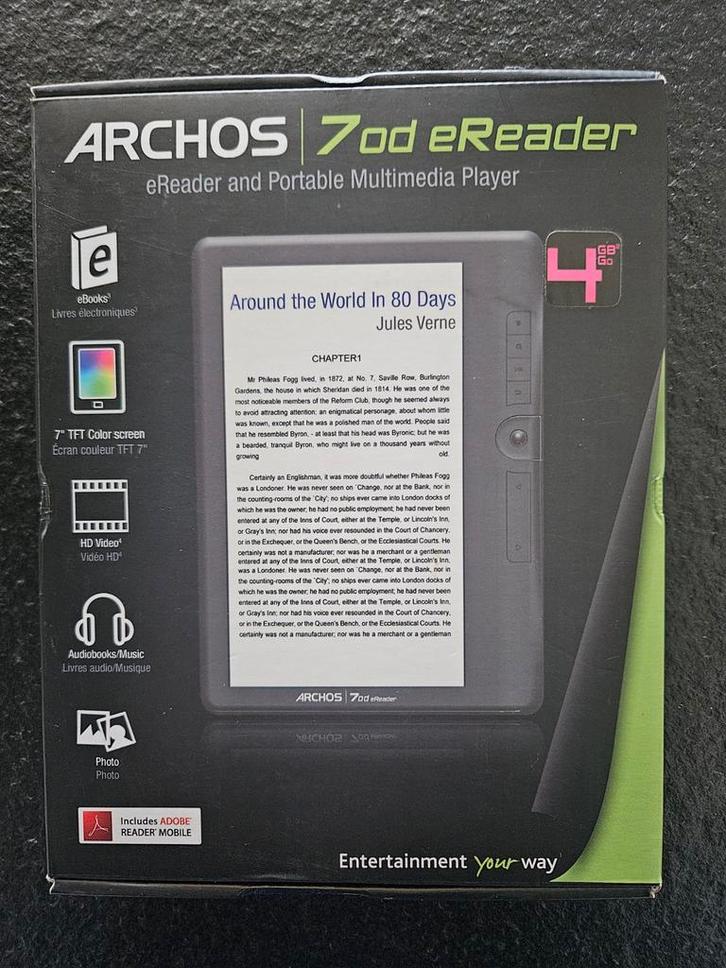 ARCHOS 7od eReader
eReader and Portable Multimedia Player
e
eBooks³
Livres électroniques³
7" TFT Color screen
Écran couleur TFT 7"
HD Video⁴
Vidéo HD⁴
Audiobooks/Music
Livres audio/Musique
Photo
Photo
Includes ADOBE®
READER® MOBILE
4 GB² Go
Around the World In 80 Days
Jules Verne
CHAPTER1
Mr Phileas Fogg lived, in 1872, at No. 7, Saville Row, Burlington
Gardens, the house in which Sheridan died in 1814. He was one of the
most noticeable members of the Reform Club, though he seemed always
to avoid attracting attention; an enigmatical personage, about whom little
was known, except that he was a polished man of the world. People said
that he resembled Byron, - at least that his head was Byronic; but he was
a bearded, tranquil Byron, who might live on a thousand years without
growing old.
Certainly an Englishman, it was more doubtful whether Phileas Fogg
was a Londoner. He was never seen on 'Change, nor at the Bank, nor in
the counting-rooms of the 'City'; no ships ever came into London docks of
which he was the owner; he had no public employment; he had never been
entered at any of the Inns of Court, either at the Temple, or Lincoln's Inn,
or Gray's Inn; nor had his voice ever resounded in the Court of Chancery,
or in the Exchequer, or the Queen's Bench, or the Ecclesiastical Courts. He
certainly was not a manufacturer; nor was he a merchant or a gentleman
entered at any of the Inns of Court, either at the Temple, or Lincoln's Inn,
was a Londoner. He was never seen on 'Change, nor at the Bank, nor in
the counting-rooms of the 'City'; no ships ever came into London docks of
which he was the owner; he had no public employment; he had never been
entered at any of the Inns of Court, either at the Temple, or Lincoln's Inn,
or Gray's Inn; nor had his voice ever resounded in the Court of Chancery,
or in the Exchequer, or the Queen's Bench, or the Ecclesiastical Courts. He
certainly was not a manufacturer; nor was he a merchant or a gentleman
ARCHOS 7od eReader
Entertainment your way